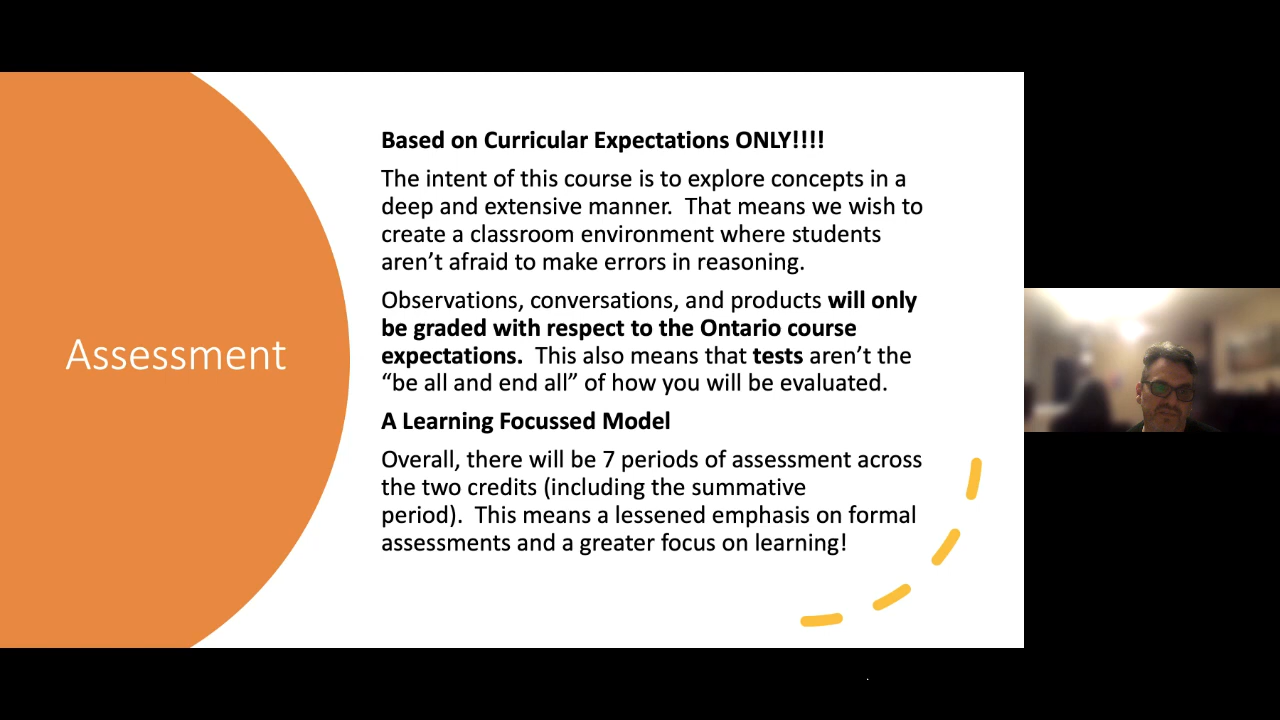 Assessment
Based on Curricular Expectations ONLY!!!!
The intent of this course is to explore concepts in a
deep and extensive manner.  That means we wish to
create a classroom environment where students
aren’t afraid to make errors in reasoning.
Observations, conversations, and products will only
be graded with respect to the Ontario course
expectations.  This also means that tests aren’t the
“be all and end all” of how you will be evaluated.
A Learning Focussed Model
Overall, there will be 7 periods of assessment across
the two credits (including the summative
period).  This means a lessened emphasis on formal
assessments and a greater focus on learning!